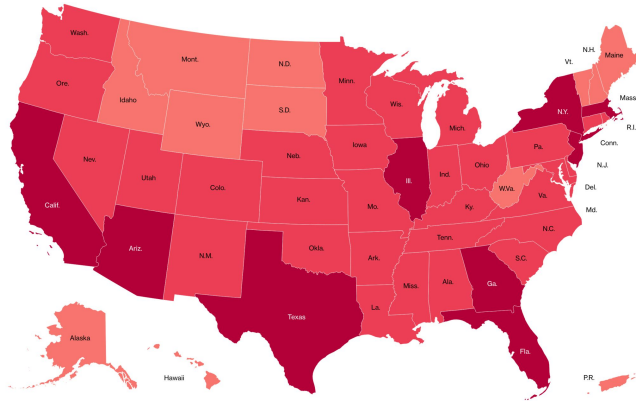 Wash.
Mont.
N.D.
Minn.
Vt.
N.H.
Maine
Ore.
Idaho
Wyo.
S.D.
Wis.
Mich.
N.Y.
Mass
R.I.
Conn.
Nev.
Utah
Colo.
Neb.
Iowa
Ill.
Ind.
Ohio
Pa.
N.J.
Del.
Md.
Calif.
Kan.
Mo.
Ky.
W.Va.
Va.
Ariz.
N.M.
Okla.
Ark.
Tenn.
N.C.
S.C.
Texas
La.
Miss.
Ala.
Ga.
Fla.
Alaska
Hawaii
P.R.